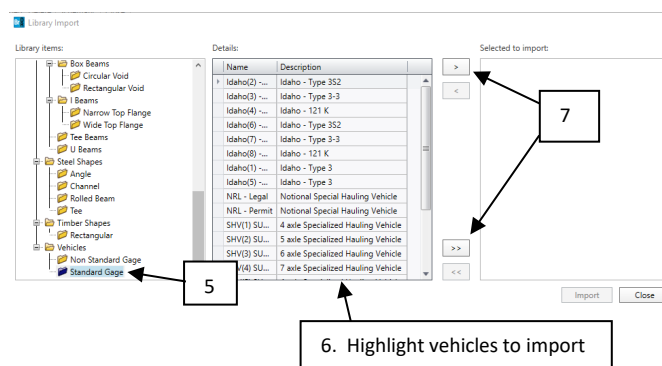 Library Import
Library items:
Details:
Selected to import:
Box Beams
Circular Void
Rectangular Void
I Beams
Narrow Top Flange
Wide Top Flange
Tee Beams
U Beams
Steel Shapes
Angle
Channel
Rolled Beam
Tee
Timber Shapes
Rectangular
Vehicles
Non Standard Gage
Standard Gage
Name Description
Idaho(2) -... Idaho - Type 3S2
Idaho(3) -... Idaho - Type 3-3
Idaho(4) -... Idaho - 121 K
Idaho(6) -... Idaho - Type 3S2
Idaho(7) -... Idaho - Type 3-3
Idaho(8) -... Idaho - 121 K
Idaho(1) -... Idaho - Type 3
Idaho(5) -... Idaho - Type 3
NRL - Legal Notional Special Hauling Vehicle
NRL - Permit Notional Special Hauling Vehicle
SHV(1) SU... 4 axle Specialized Hauling Vehicle
SHV(2) SU... 5 axle Specialized Hauling Vehicle
SHV(3) SU... 6 axle Specialized Hauling Vehicle
V(4) SU... 7 axle Specialized Hauling Vehicle
>
<
>>
<<
7
5
Import Close
6. Highlight vehicles to import